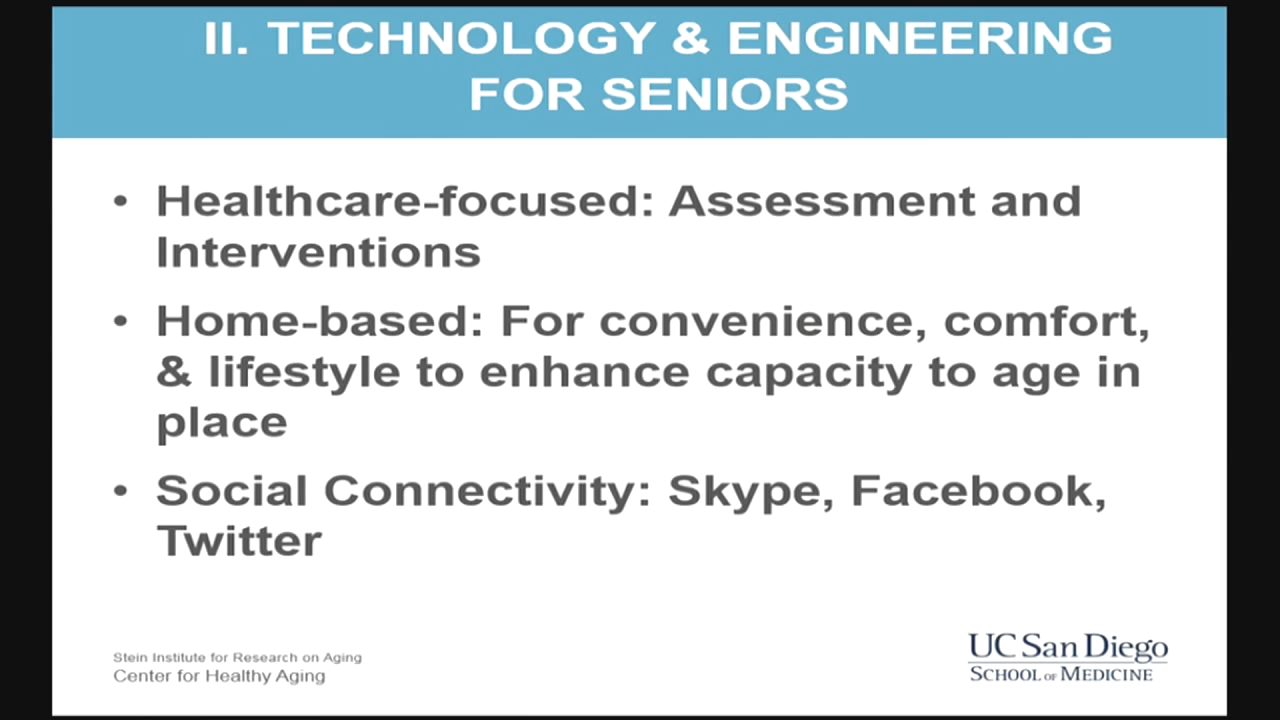 II. TECHNOLOGY & ENGINEERING
FOR SENIORS
• Healthcare-focused: Assessment and
Interventions
• Home-based: For convenience, comfort,
& lifestyle to enhance capacity to age in
place
• Social Connectivity: Skype, Facebook,
Twitter
Stein Institute for Research on Aging
Center for Healthy Aging
UC San Diego
SCHOOL OF MEDICINE